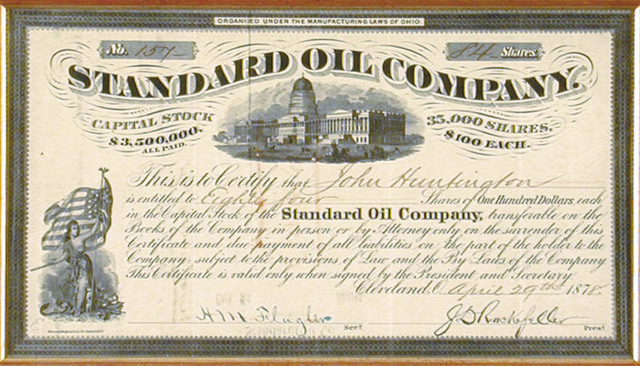 ORGANIZED UNDER THE MANUFACTURING LAWS OF OHIO.
No. 157 84 Shares.
STANDARD OIL COMPANY.
CAPITAL STOCK
$3,500,000.
ALL PAID.
35,000 SHARES.
$100 EACH.
This is to Certify that John Huntington
is entitled to Eighty four Shares of One Hundred Dollars each
in the Capital Stock of the Standard Oil Company, transferable on the
Books of the Company in person or by Attorney only on the surrender of this
Certificate and due payment of all liabilities on the part of the holder to the
Company, subject to the provisions of Law and the By Laws of the Company.
This Certificate is valid only when signed by the President and Secretary.
Cleveland, O. April 29th 1878
H M Flagler Secy J D Rockefeller Prest